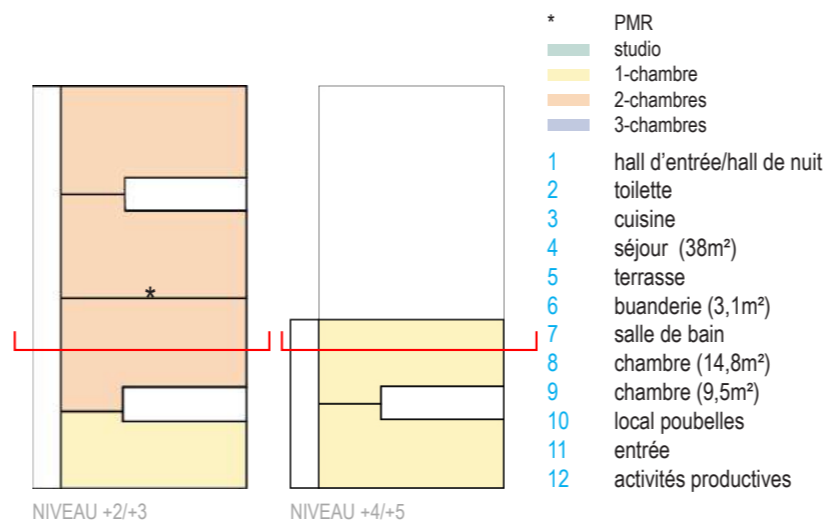 * PMR
studio
1-chambre
2-chambres
3-chambres
1 hall d'entrée/hall de nuit
2 toilette
3 cuisine
4 séjour (38m²)
5 terrasse
6 buanderie (3,1m²)
7 salle de bain
8 chambre (14,8m²)
9 chambre (9,5m²)
10 local poubelles
11 entrée
12 activités productives
*
NIVEAU +2/+3
NIVEAU +4/+5